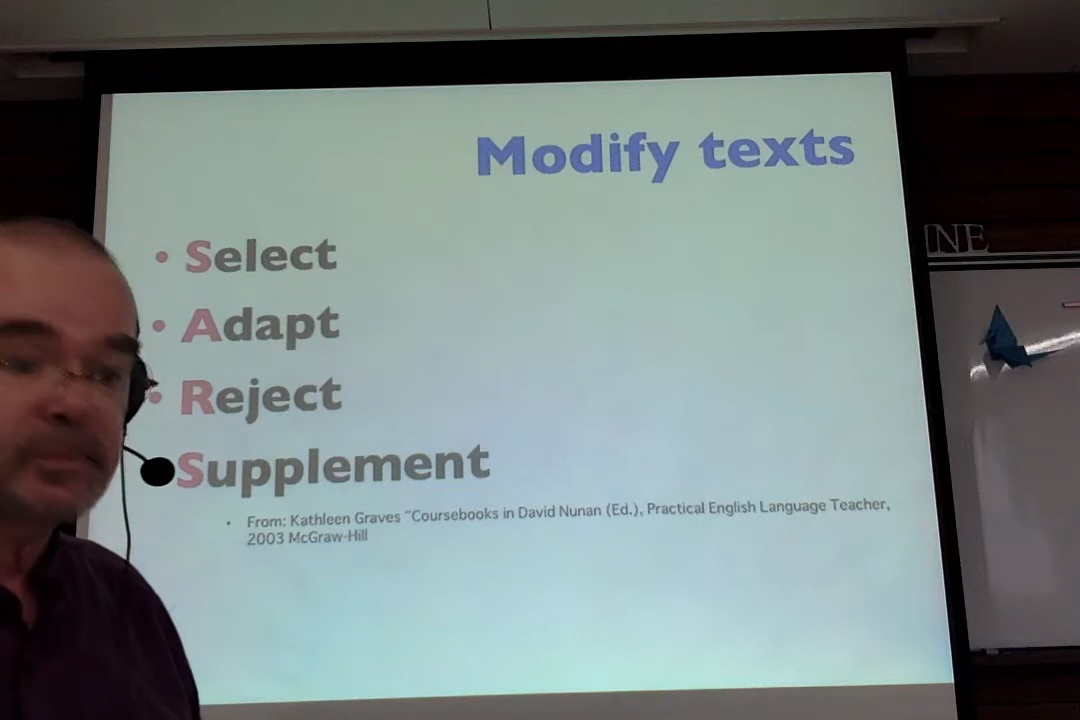 Modify texts
• Select
• Adapt
• Reject
Supplement
• From: Kathleen Graves "Coursebooks in David Nunan (Ed.), Practical English Language Teacher,
2003 McGraw-Hill
INE